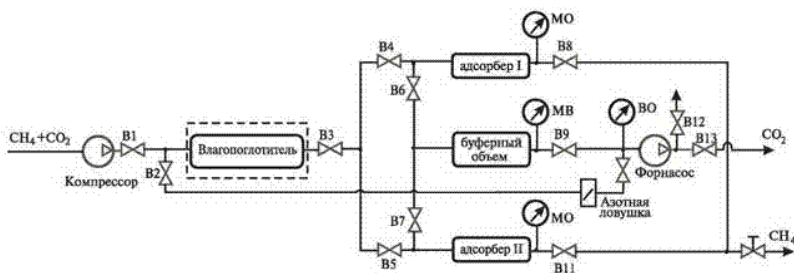 МО
В4
В8
адсорбер I
В6
ВО
МВ
В12
CH₄+CO₂
В1
В3
В9
В13
CO₂
Влагопоглотитель
буферный
объем
Компрессор
В2
Форнасос
Азотная
ловушка
В7
МО
CH₄
В5
адсорбер II
В11